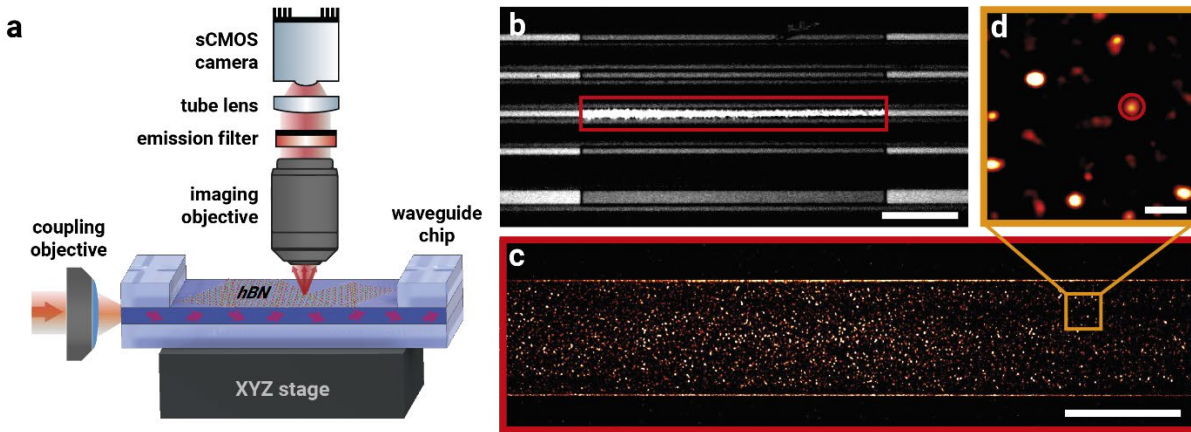 a
sCMOS
camera
tube lens
emission filter
imaging
objective
coupling
objective
waveguide
chip
hBN
XYZ stage
b
d
c